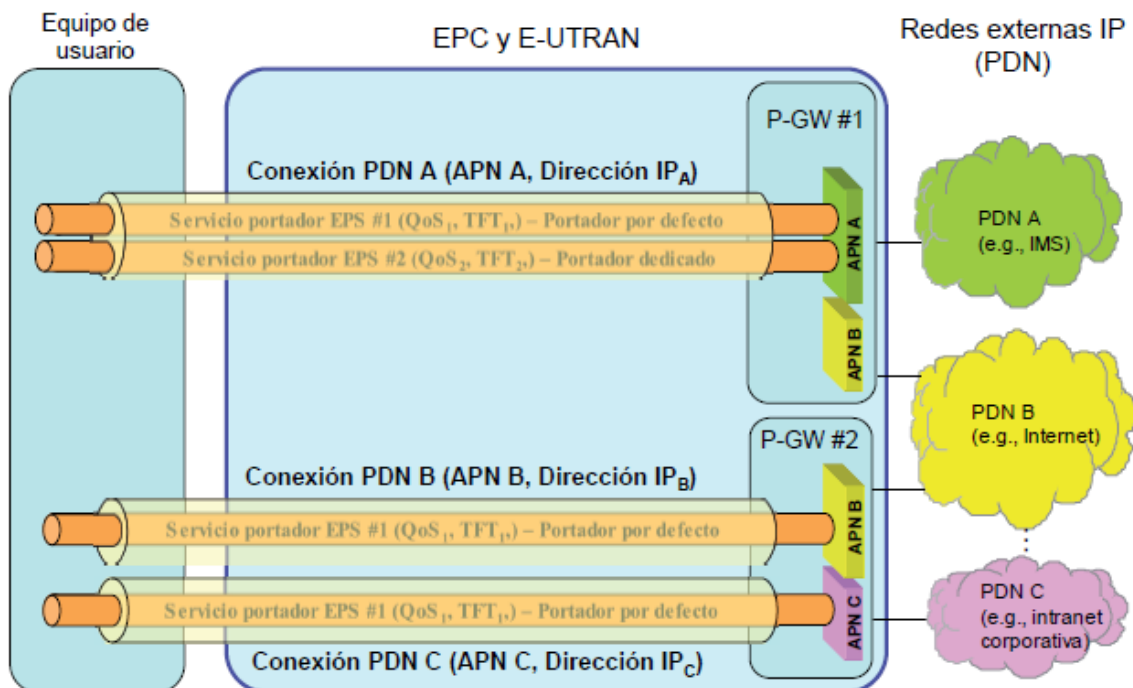 Equipo de
usuario
EPC y E-UTRAN
Redes externas IP
(PDN)
P-GW #1
Conexión PDN A (APN A, Dirección IPA)
Servicio portador EPS #1 (QoS1, TFT1,) – Portador por defecto
Servicio portador EPS #2 (QoS2, TFT2,) – Portador dedicado
APN A
PDN A
(e.g., IMS)
APN B
PDN B
(e.g., Internet)
P-GW #2
Conexión PDN B (APN B, Dirección IPB)
Servicio portador EPS #1 (QoS1, TFT1,) – Portador por defecto
APN B
Servicio portador EPS #1 (QoS1, TFT1,) – Portador por defecto
APN C
PDN C
(e.g., intranet
corporativa)
Conexión PDN C (APN C, Dirección IPC)